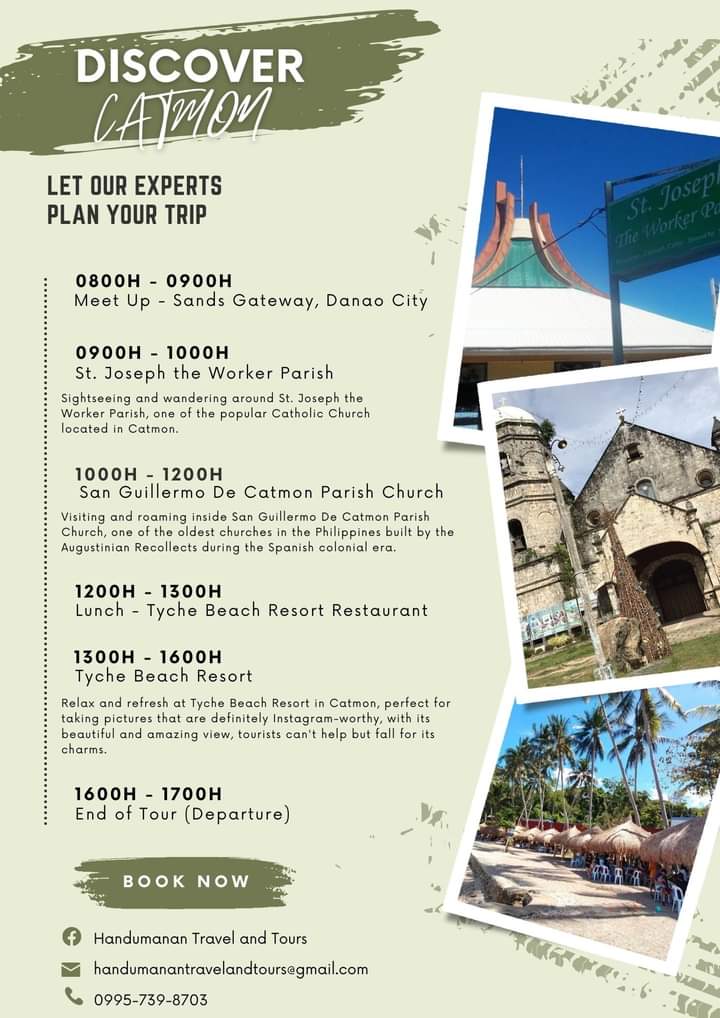 DISCOVER
CATMON
LET OUR EXPERTS
PLAN YOUR TRIP
0800H - 0900H
Meet Up - Sands Gateway, Danao City
0900H - 1000H
St. Joseph the Worker Parish
Sightseeing and wandering around St. Joseph the
Worker Parish, one of the popular Catholic Church
located in Catmon.
1000H - 1200H
San Guillermo De Catmon Parish Church
Visiting and roaming inside San Guillermo De Catmon Parish
Church, one of the oldest churches in the Philippines built by the
Augustinian Recollects during the Spanish colonial era.
1200H - 1300H
Lunch - Tyche Beach Resort Restaurant
1300H - 1600H
Tyche Beach Resort
Relax and refresh at Tyche Beach Resort in Catmon, perfect for
taking pictures that are definitely Instagram-worthy, with its
beautiful and amazing view, tourists can't help but fall for its
charms.
1600H - 1700H
End of Tour (Departure)
BOOK NOW
Handumanan Travel and Tours
handumanantravelandtours@gmail.com
0995-739-8703
St. Joseph
The Worker